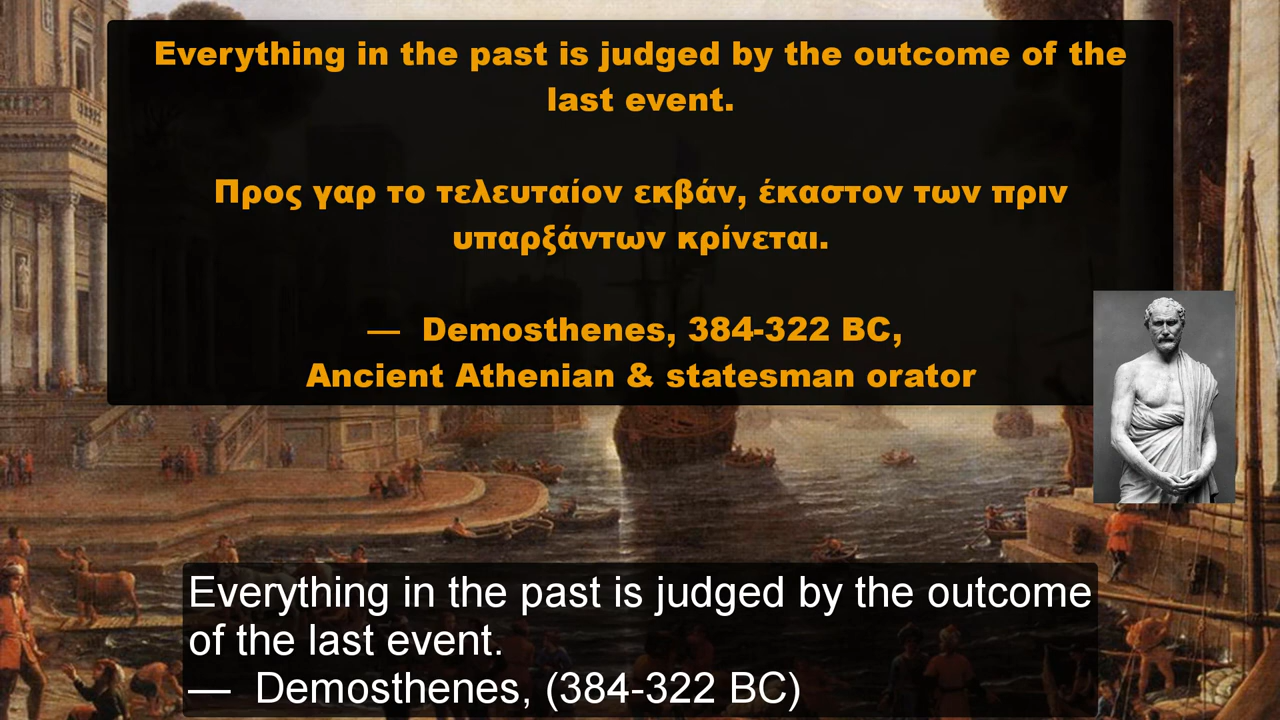 Everything in the past is judged by the outcome of the
last event.
Προς γαρ το τελευταίον εκβάν, έκαστον των πριν
υπαρξάντων κρίνεται.
—  Demosthenes, 384-322 BC,
Ancient Athenian & statesman orator
Everything in the past is judged by the outcome
of the last event.
—  Demosthenes, (384-322 BC)